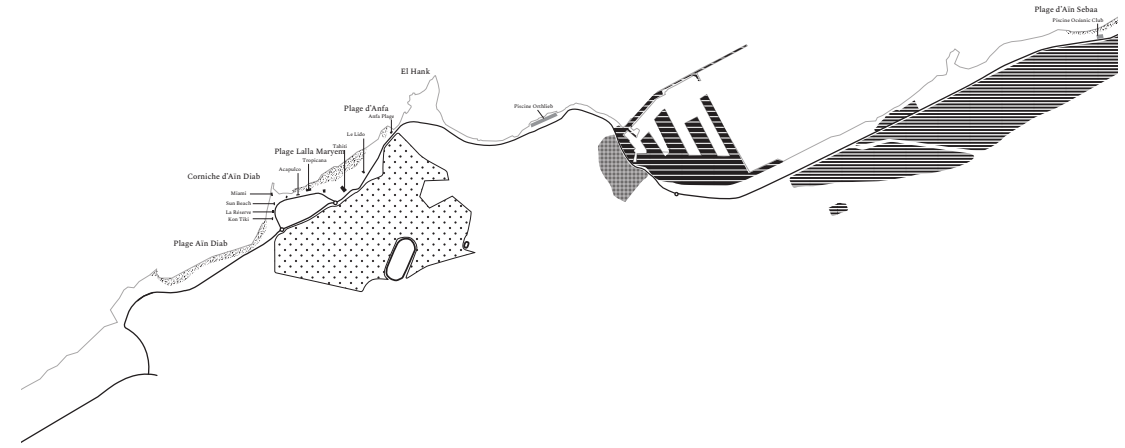 Plage d'Aïn Sebaa
Piscine Océanic Club
El Hank
Piscine Orthlieb
Plage d'Anfa
Anfa Plage
Le Lido
Tahiti
Plage Lalla Maryem
Tropicana
Acapulco
Corniche d'Aïn Diab
Miami
Sun Beach
La Réserve
Kon Tiki
Plage Aïn Diab